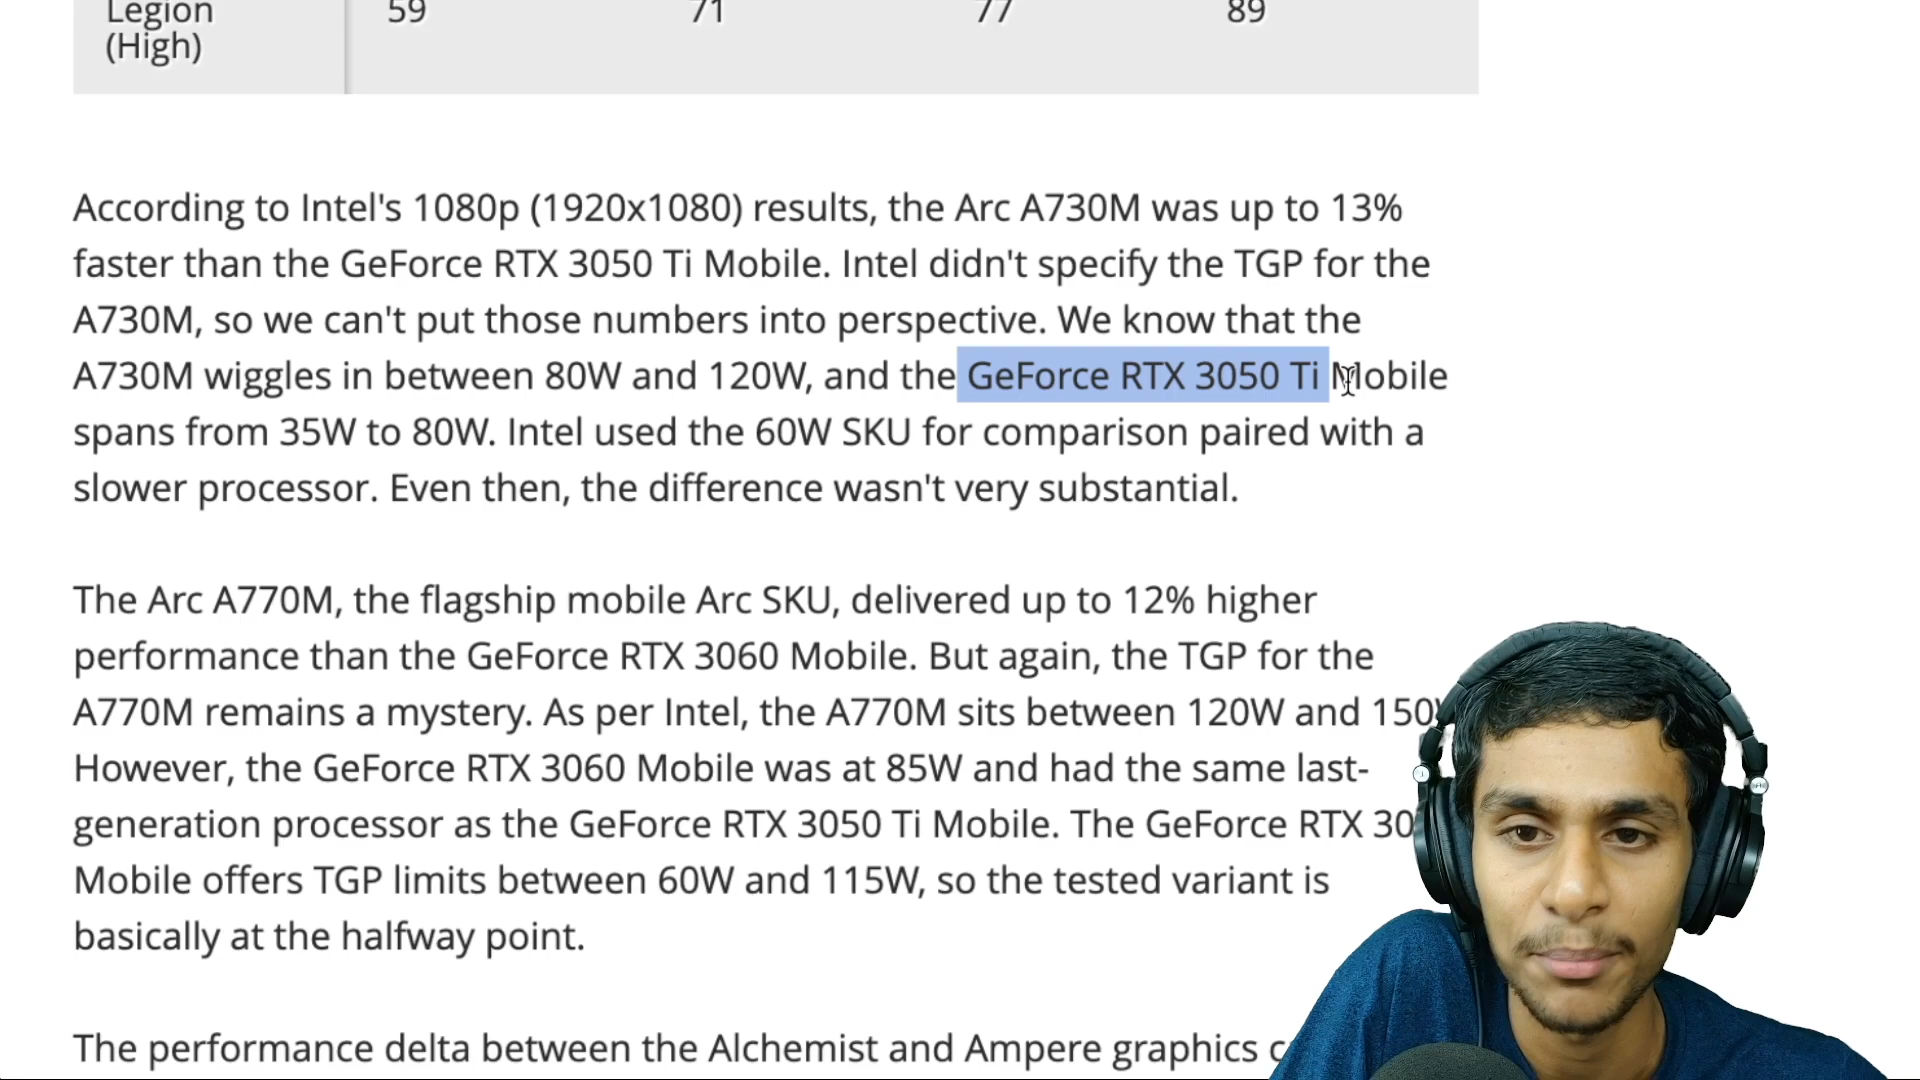 Legion 59 71 77 89
(High)
According to Intel's 1080p (1920x1080) results, the Arc A730M was up to 13%
faster than the GeForce RTX 3050 Ti Mobile. Intel didn't specify the TGP for the
A730M, so we can't put those numbers into perspective. We know that the
A730M wiggles in between 80W and 120W, and the GeForce RTX 3050 Ti Mobile
spans from 35W to 80W. Intel used the 60W SKU for comparison paired with a
slower processor. Even then, the difference wasn't very substantial.
The Arc A770M, the flagship mobile Arc SKU, delivered up to 12% higher
performance than the GeForce RTX 3060 Mobile. But again, the TGP for the
A770M remains a mystery. As per Intel, the A770M sits between 120W and 150W
However, the GeForce RTX 3060 Mobile was at 85W and had the same last-
generation processor as the GeForce RTX 3050 Ti Mobile. The GeForce RTX 30
Mobile offers TGP limits between 60W and 115W, so the tested variant is
basically at the halfway point.
The performance delta between the Alchemist and Ampere graphics